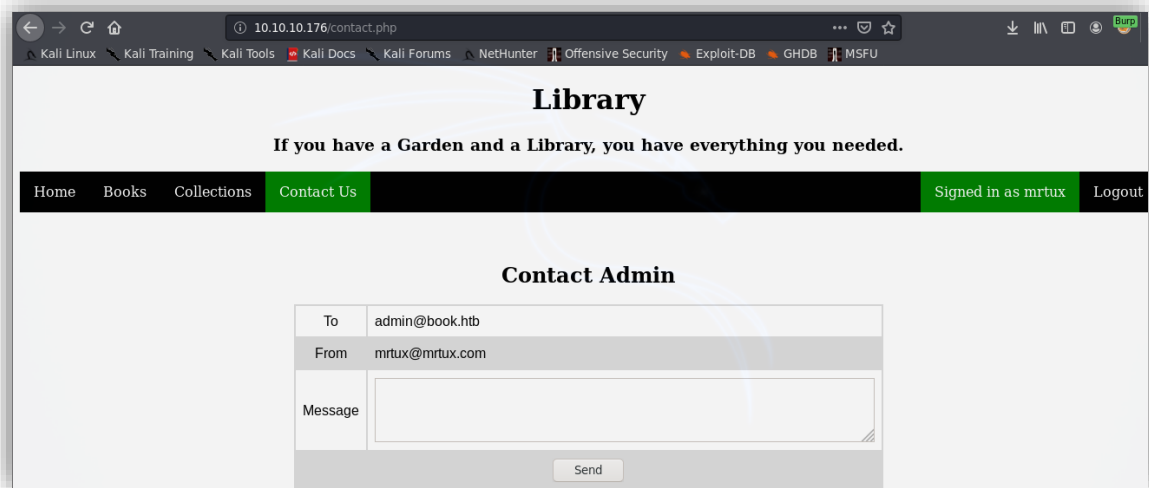 10.10.10.176/contact.php
Burp
Kali Linux Kali Training Kali Tools Kali Docs Kali Forums NetHunter Offensive Security Exploit-DB GHDB MSFU
Library
If you have a Garden and a Library, you have everything you needed.
Home Books Collections Contact Us Signed in as mrtux Logout
Contact Admin
To admin@book.htb
From mrtux@mrtux.com
Message
Send